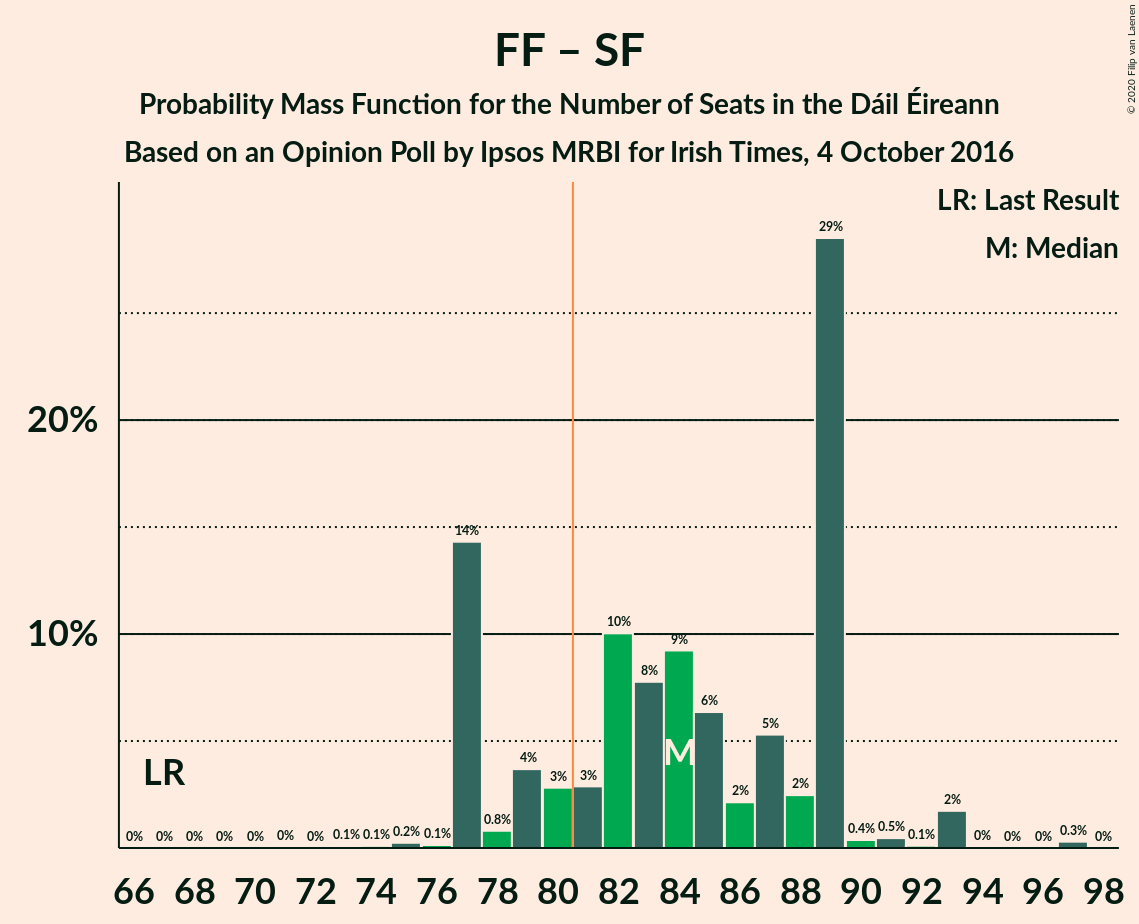 FF – SF
Probability Mass Function for the Number of Seats in the Dáil Éireann
Based on an Opinion Poll by Ipsos MRBI for Irish Times, 4 October 2016
© 2020 Filip van Laenen
LR: Last Result
M: Median
29%
20%
14%
10%
10%
9%
8%
6%
5%
4%
3%
3%
2%
2%
2%
M
LR
0% 0% 0% 0% 0% 0% 0% 0.1% 0.1% 0.2% 0.1% 0.8% 0.4% 0.5% 0.1% 0% 0% 0% 0.3% 0%
66 68 70 72 74 76 78 80 82 84 86 88 90 92 94 96 98